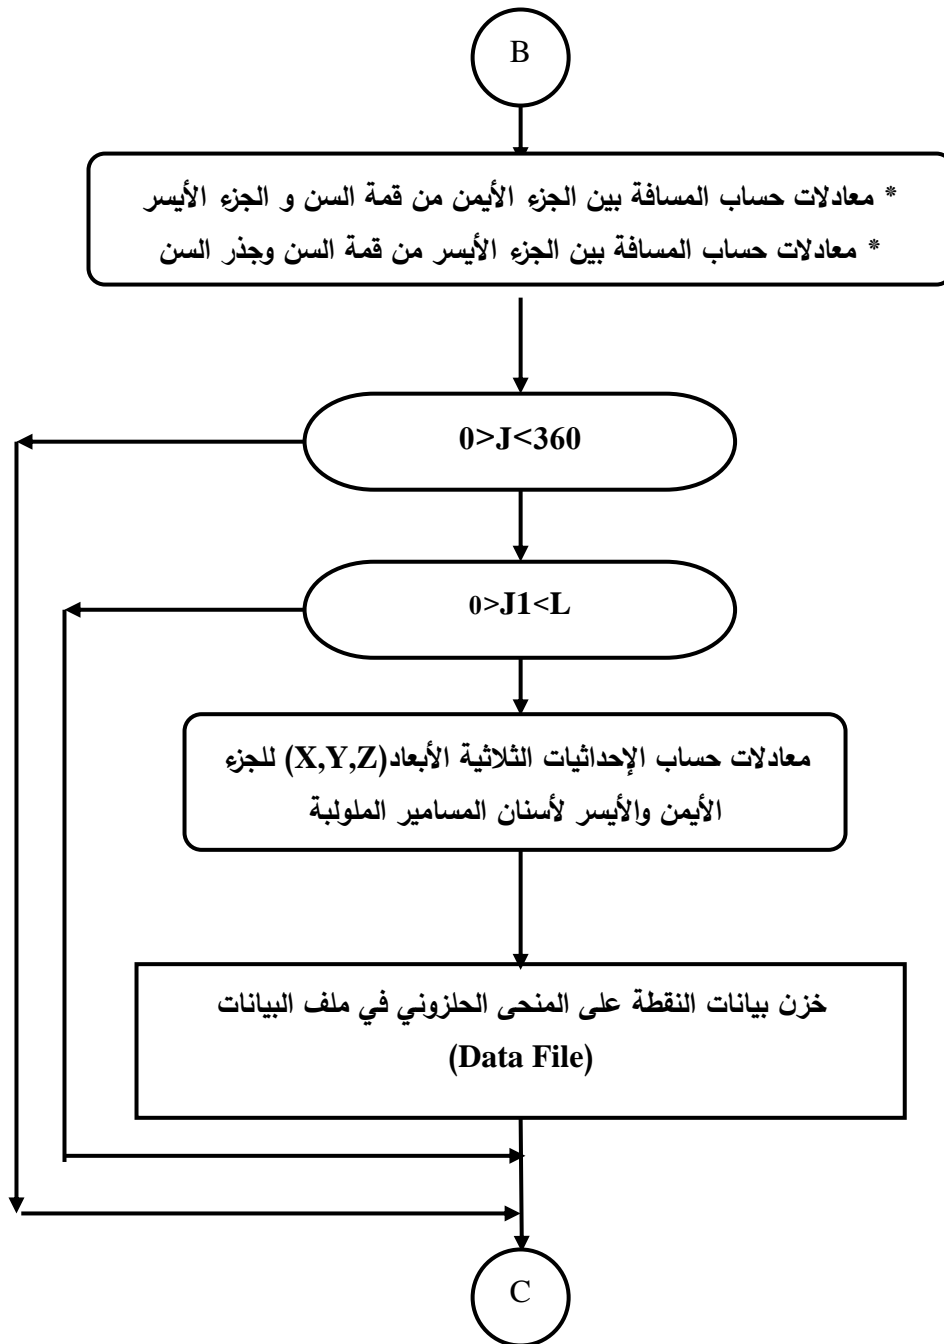 B
* معادلات حساب المسافة بين الجزء الأيمن من قمة السن و الجزء الأيسر
* معادلات حساب المسافة بين الجزء الأيسر من قمة السن وجذر السن
0>J<360
0>J1<L
معادلات حساب الإحداثيات الثلاثية الأبعاد(X,Y,Z) للجزء
الأيمن والأيسر لأسنان المسامير الملولبة
خزن بيانات النقطة على المنحى الحلزوني في ملف البيانات
(Data File)
C